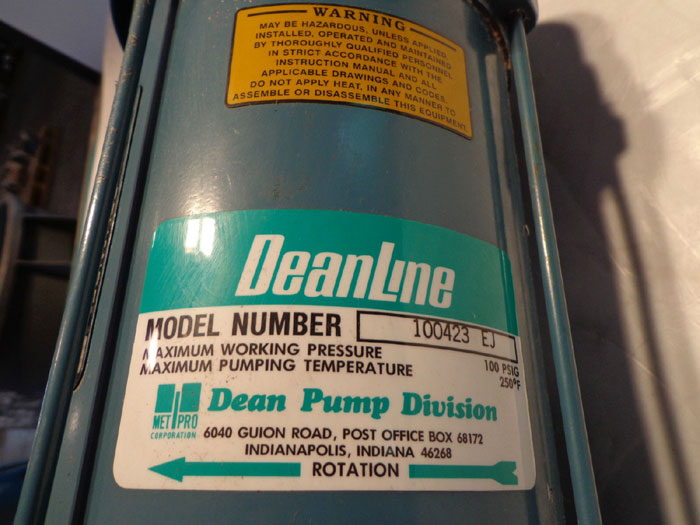 WARNING
MAY BE HAZARDOUS, UNLESS APPLIED,
INSTALLED, OPERATED AND MAINTAINED
BY THOROUGHLY QUALIFIED PERSONNEL
IN STRICT ACCORDANCE WITH THE
INSTRUCTION MANUAL AND ALL
APPLICABLE DRAWINGS AND CODES.
DO NOT APPLY HEAT, IN ANY MANNER TO
ASSEMBLE OR DISASSEMBLE THIS EQUIPMENT.
DeanLine
MODEL NUMBER 100423 EJ
MAXIMUM WORKING PRESSURE 100 PSIG
MAXIMUM PUMPING TEMPERATURE 250°F
MET PRO
CORPORATION
Dean Pump Division
6040 GUION ROAD, POST OFFICE BOX 68172
INDIANAPOLIS, INDIANA 46268
ROTATION